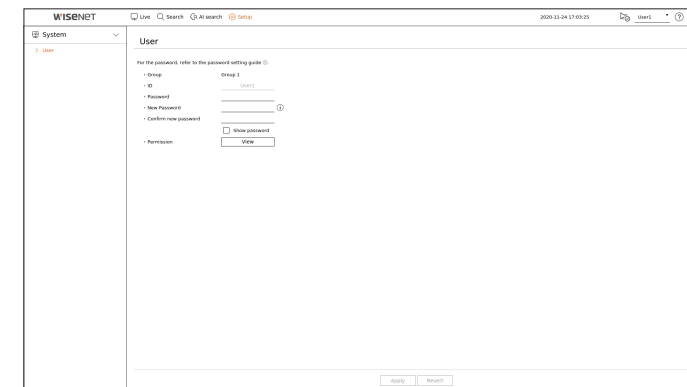 WISENET Live Search AI search Setup 2020-11-24 17:03:25 User1 ?
System
User
> User
For the password, refer to the password setting guide ⓘ.
• Group Group 1
• ID User1
• Password
• New Password ⓘ
• Confirm new password
Show password
• Permission View
Apply Revert